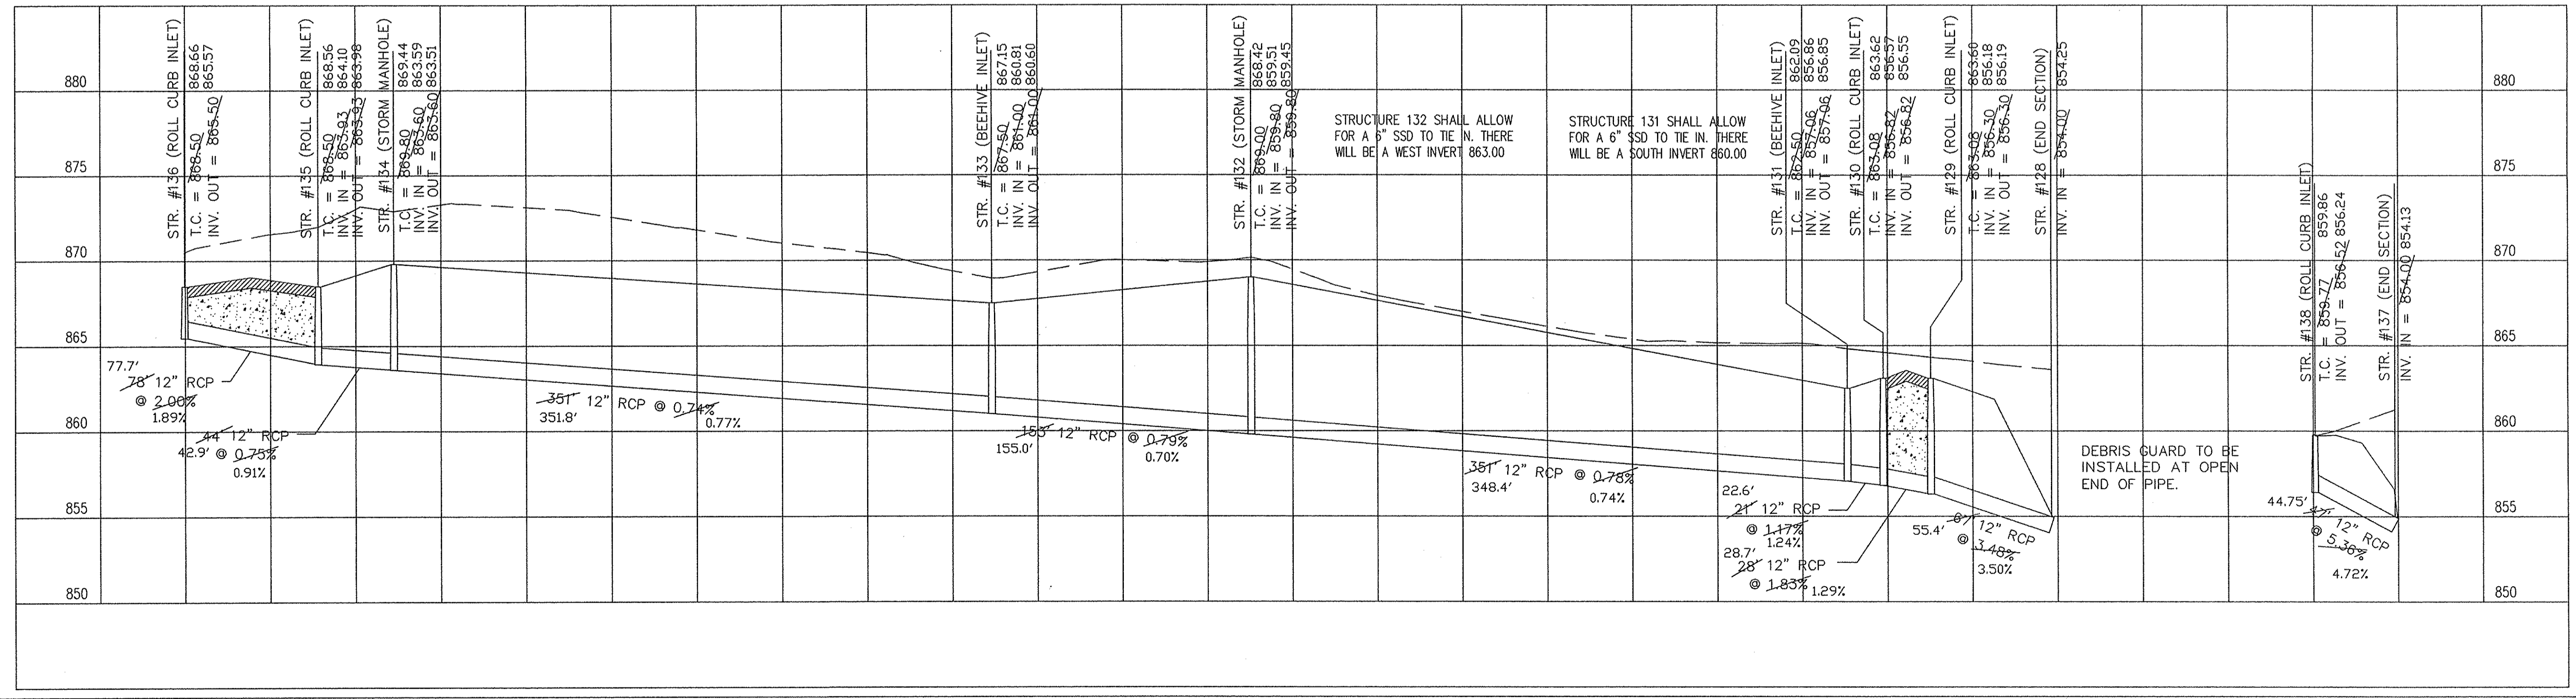 880
875
870
865
860
855
850
STR. #136 (ROLL CURB INLET)
T.C. = 868.50 868.66
INV. OUT = 865.50 865.57
STR. #135 (ROLL CURB INLET)
T.C. = 868.50 868.56
INV. IN = 863.93 864.10
INV. OUT = 863.93 863.98
STR. #134 (STORM MANHOLE)
T.C. = 869.80 869.44
INV. IN = 863.60 863.59
INV. OUT = 863.60 863.51
STR. #133 (BEEHIVE INLET)
T.C. = 867.50 867.15
INV. IN = 861.00 860.81
INV. OUT = 861.00 860.60
STR. #132 (STORM MANHOLE)
T.C. = 869.00 868.42
INV. IN = 859.80 859.51
INV. OUT = 859.80 859.45
STRUCTURE 132 SHALL ALLOW
FOR A 6" SSD TO TIE IN. THERE
WILL BE A WEST INVERT 863.00
STRUCTURE 131 SHALL ALLOW
FOR A 6" SSD TO TIE IN. THERE
WILL BE A SOUTH INVERT 860.00
STR. #131 (BEEHIVE INLET)
T.C. = 862.50 862.09
INV. IN = 857.06 856.86
INV. OUT = 857.06 856.85
STR. #130 (ROLL CURB INLET)
T.C. = 863.08 863.62
INV. IN = 856.82 856.57
INV. OUT = 856.82 856.55
STR. #129 (ROLL CURB INLET)
T.C. = 863.08 863.60
INV. IN = 856.30 856.18
INV. OUT = 856.30 856.19
STR. #128 (END SECTION)
INV. IN = 854.00 854.25
STR. #138 (ROLL CURB INLET)
T.C. = 859.77 859.86
INV. OUT = 856.52 856.24
STR. #137 (END SECTION)
INV. IN = 854.00 854.13
77.7'
78' 12" RCP
@ 2.00%
1.89%
44' 12" RCP
42.9' @ 0.75%
0.91%
351' 12" RCP @ 0.74%
351.8' 0.77%
153' 12" RCP @ 0.79%
155.0' 0.70%
351' 12" RCP @ 0.78%
348.4' 0.74%
22.6'
21' 12" RCP
@ 1.17%
1.24%
28.7'
28' 12" RCP
@ 1.83% 1.29%
55.4' 61' 12" RCP
@ 3.48%
3.50%
DEBRIS GUARD TO BE
INSTALLED AT OPEN
END OF PIPE.
44.75' 12" RCP
@ 5.36%
4.72%
880
875
870
865
860
855
850